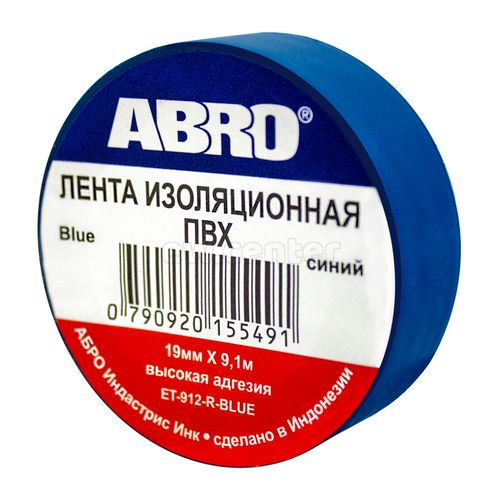 ABRO®
ЛЕНТА ИЗОЛЯЦИОННАЯ
ПВХ
Blue
синий
0 790920 155491
19мм X 9,1м
высокая адгезия
ET-912-R-BLUE
АБРО Индастрис Инк • сделано в Индонезии